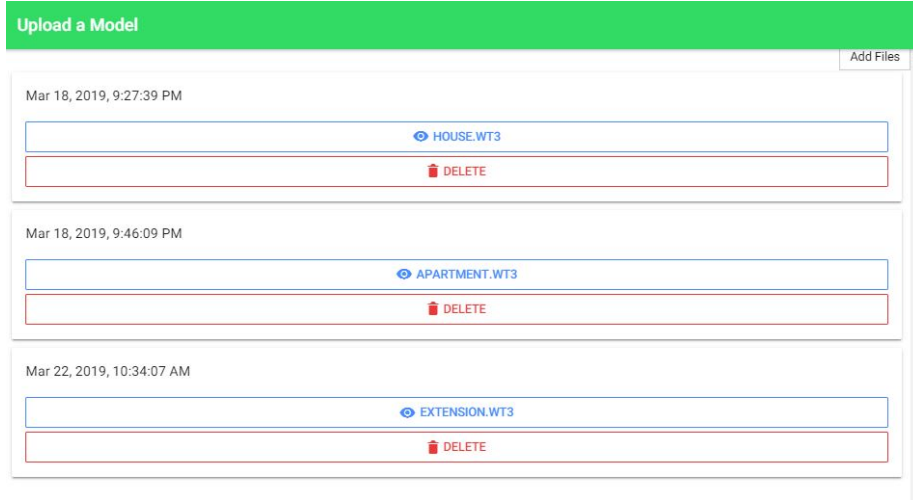 Upload a Model
Add Files
Mar 18, 2019, 9:27:39 PM
HOUSE.WT3
DELETE
Mar 18, 2019, 9:46:09 PM
APARTMENT.WT3
DELETE
Mar 22, 2019, 10:34:07 AM
EXTENSION.WT3
DELETE